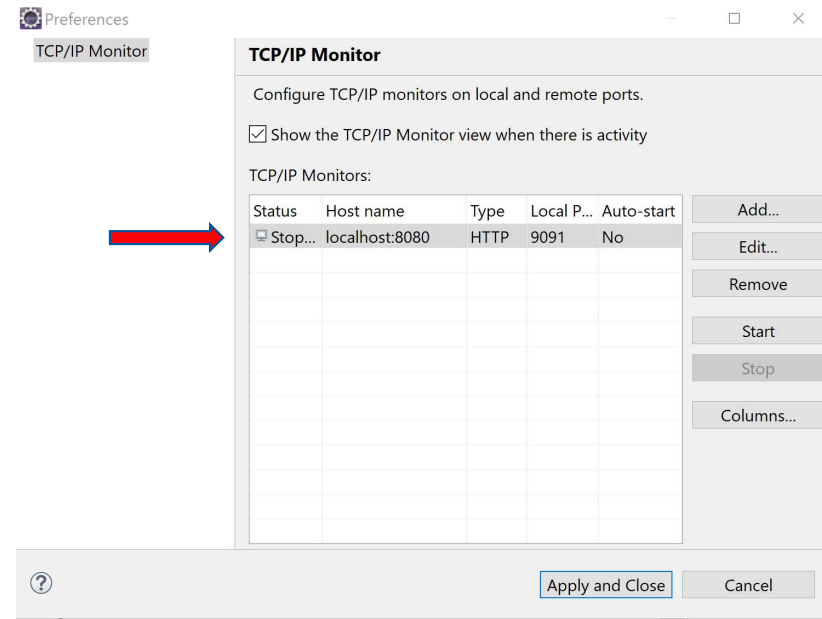 Preferences
TCP/IP Monitor
TCP/IP Monitor
Configure TCP/IP monitors on local and remote ports.
Show the TCP/IP Monitor view when there is activity
TCP/IP Monitors:
Status Host name Type Local P... Auto-start
Stop... localhost:8080 HTTP 9091 No
Add...
Edit...
Remove
Start
Stop
Columns...
?
Apply and Close Cancel